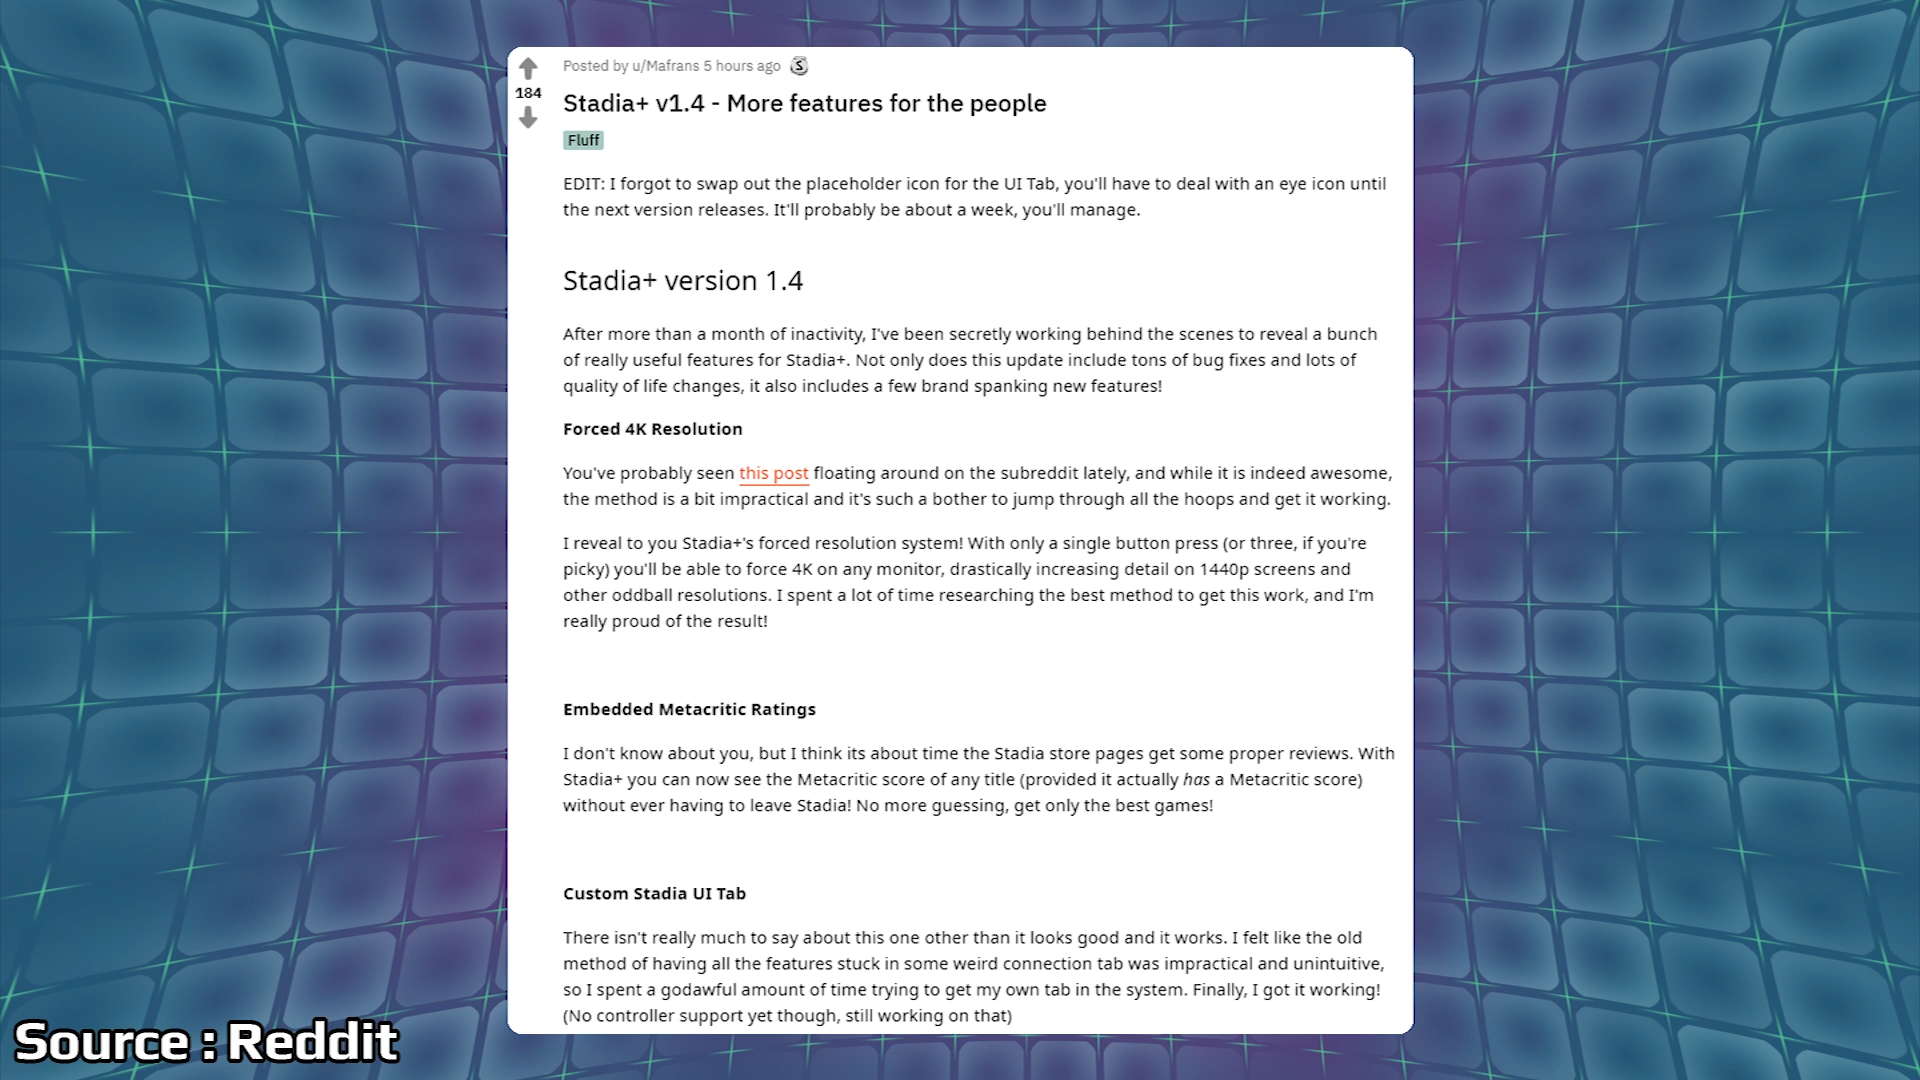 Posted by u/Mafrans 5 hours ago
184
Stadia+ v1.4 - More features for the people
Fluff
EDIT: I forgot to swap out the placeholder icon for the UI Tab, you'll have to deal with an eye icon until
the next version releases. It'll probably be about a week, you'll manage.
Stadia+ version 1.4
After more than a month of inactivity, I've been secretly working behind the scenes to reveal a bunch
of really useful features for Stadia+. Not only does this update include tons of bug fixes and lots of
quality of life changes, it also includes a few brand spanking new features!
Forced 4K Resolution
You've probably seen this post floating around on the subreddit lately, and while it is indeed awesome,
the method is a bit impractical and it's such a bother to jump through all the hoops and get it working.
I reveal to you Stadia+'s forced resolution system! With only a single button press (or three, if you're
picky) you'll be able to force 4K on any monitor, drastically increasing detail on 1440p screens and
other oddball resolutions. I spent a lot of time researching the best method to get this work, and I'm
really proud of the result!
Embedded Metacritic Ratings
I don't know about you, but I think its about time the Stadia store pages get some proper reviews. With
Stadia+ you can now see the Metacritic score of any title (provided it actually has a Metacritic score)
without ever having to leave Stadia! No more guessing, get only the best games!
Custom Stadia UI Tab
There isn't really much to say about this one other than it looks good and it works. I felt like the old
method of having all the features stuck in some weird connection tab was impractical and unintuitive,
so I spent a godawful amount of time trying to get my own tab in the system. Finally, I got it working!
(No controller support yet though, still working on that)
Source : Reddit